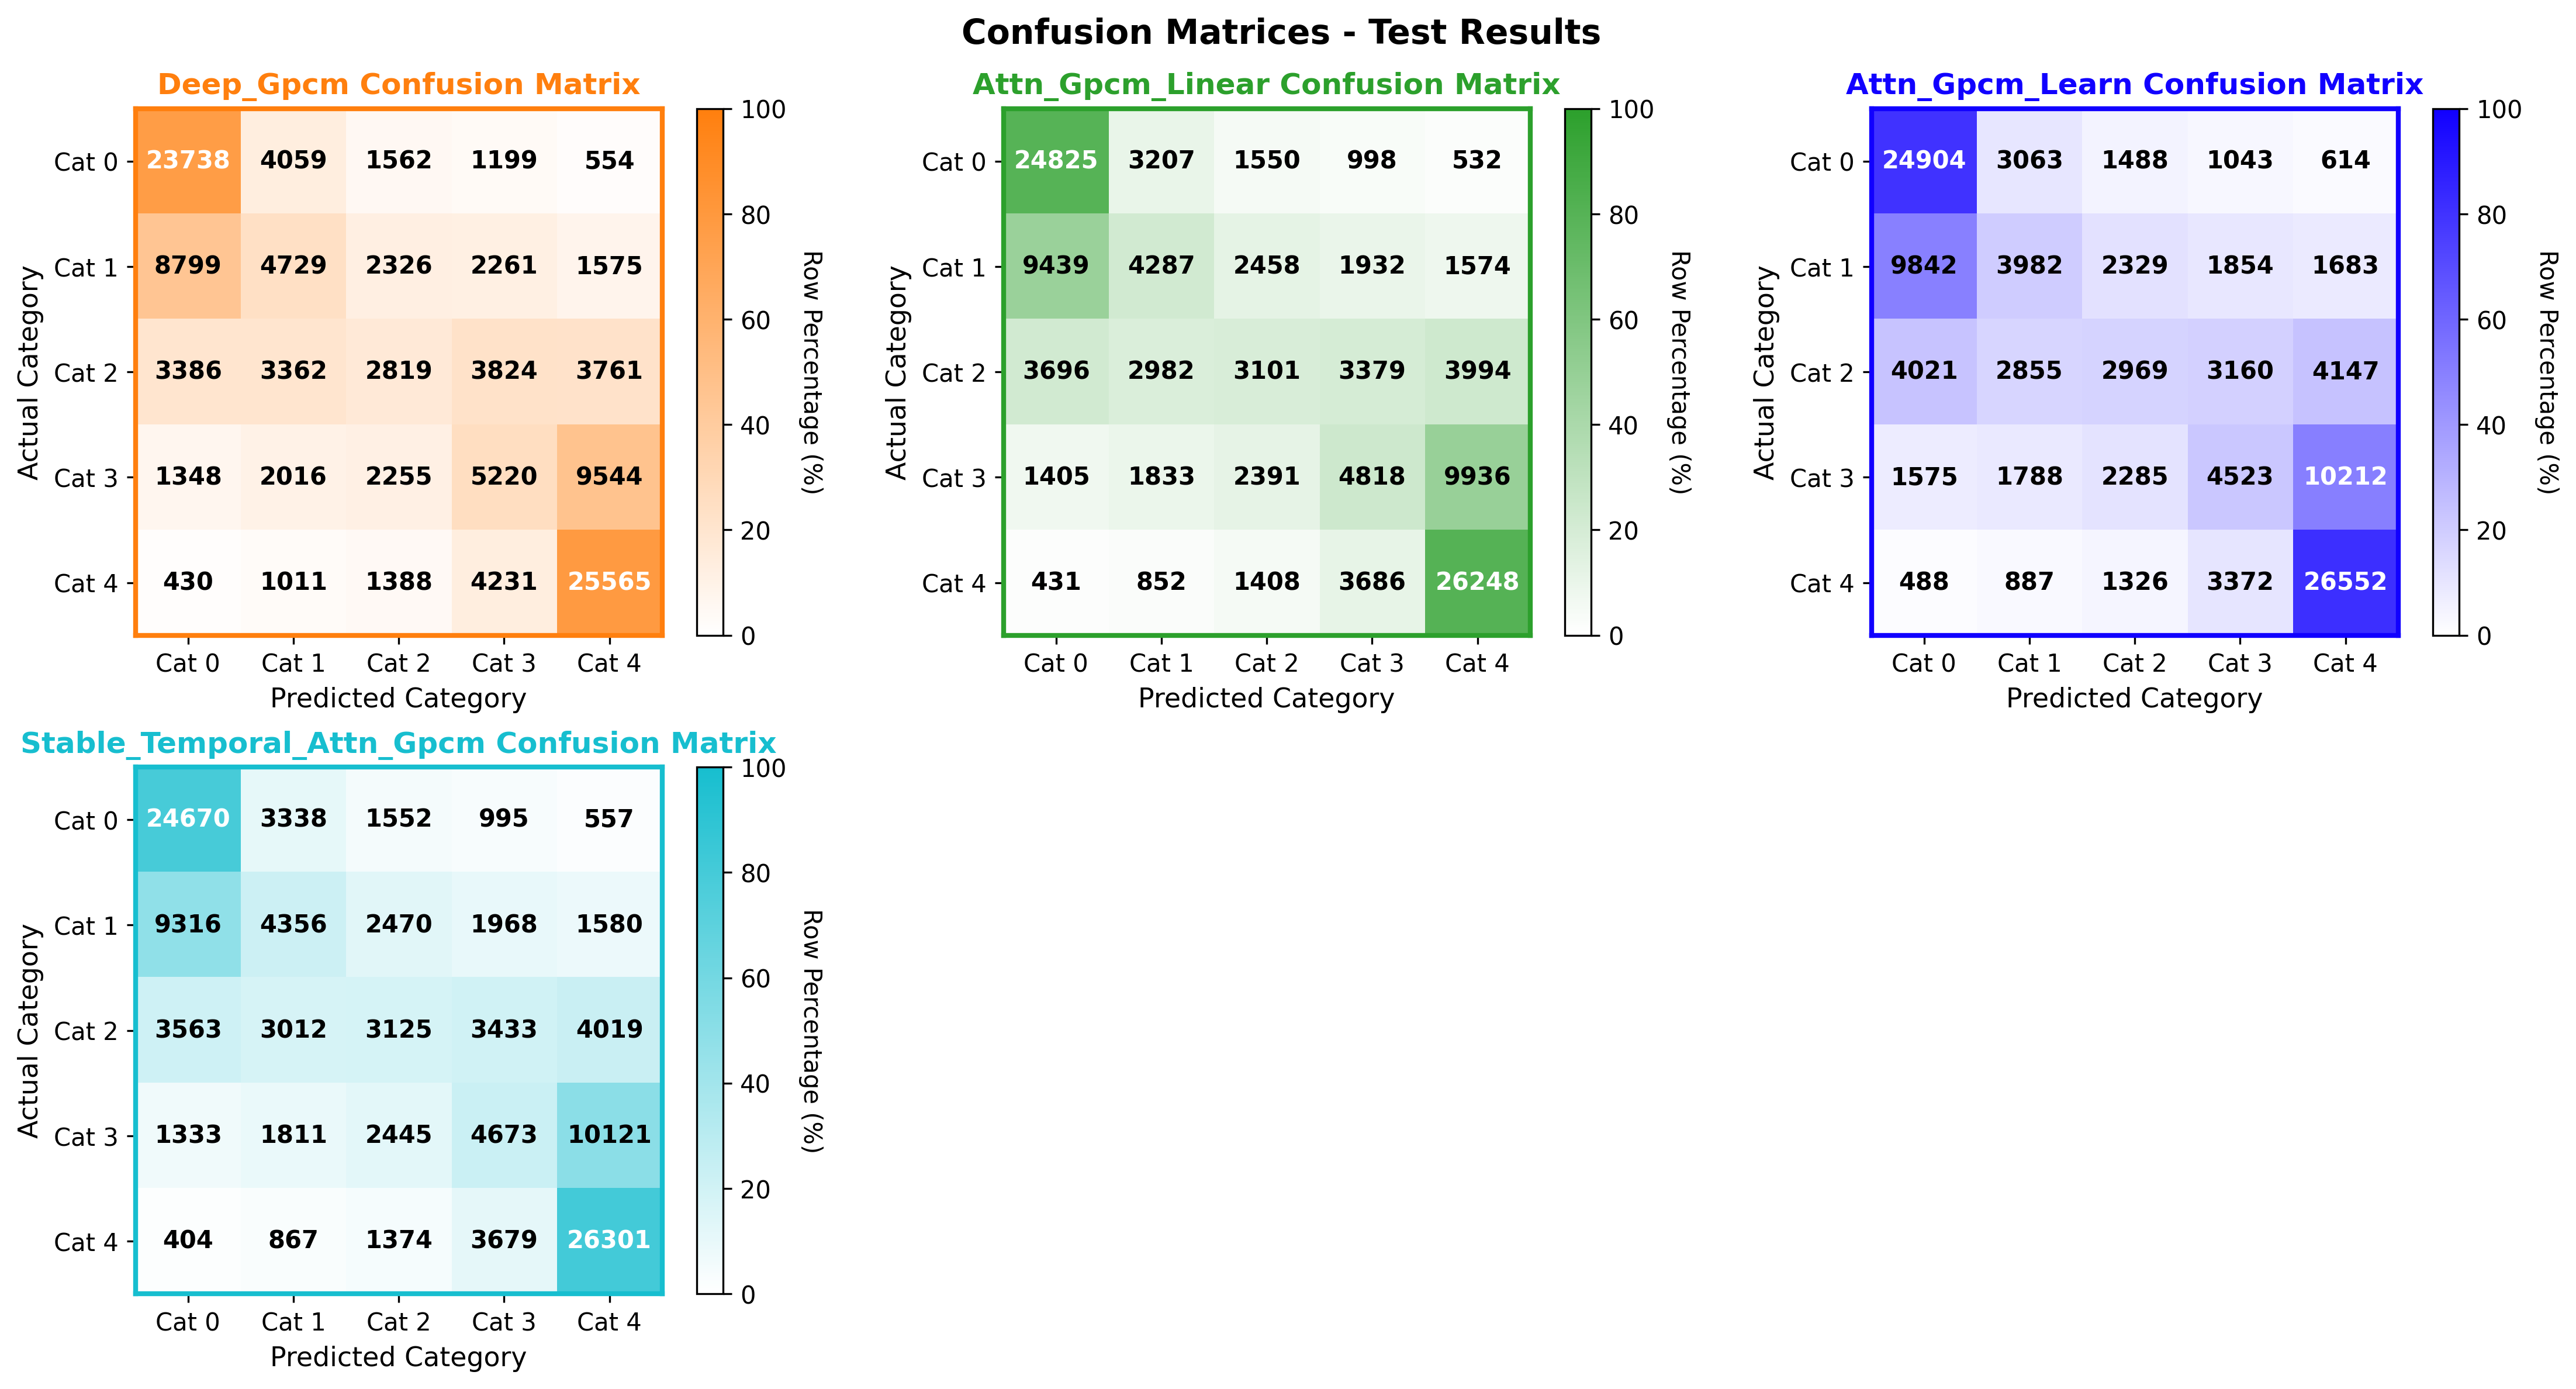 Confusion Matrices - Test Results
Deep_Gpcm Confusion Matrix
Actual Category
Cat 0 23738 4059 1562 1199 554
Cat 1 8799 4729 2326 2261 1575
Cat 2 3386 3362 2819 3824 3761
Cat 3 1348 2016 2255 5220 9544
Cat 4 430 1011 1388 4231 25565
Cat 0 Cat 1 Cat 2 Cat 3 Cat 4
Predicted Category
100
80
60
40
20
0
Row Percentage (%)
Attn_Gpcm_Linear Confusion Matrix
Actual Category
Cat 0 24825 3207 1550 998 532
Cat 1 9439 4287 2458 1932 1574
Cat 2 3696 2982 3101 3379 3994
Cat 3 1405 1833 2391 4818 9936
Cat 4 431 852 1408 3686 26248
Cat 0 Cat 1 Cat 2 Cat 3 Cat 4
Predicted Category
100
80
60
40
20
0
Row Percentage (%)
Attn_Gpcm_Learn Confusion Matrix
Actual Category
Cat 0 24904 3063 1488 1043 614
Cat 1 9842 3982 2329 1854 1683
Cat 2 4021 2855 2969 3160 4147
Cat 3 1575 1788 2285 4523 10212
Cat 4 488 887 1326 3372 26552
Cat 0 Cat 1 Cat 2 Cat 3 Cat 4
Predicted Category
100
80
60
40
20
0
Row Percentage (%)
Stable_Temporal_Attn_Gpcm Confusion Matrix
Actual Category
Cat 0 24670 3338 1552 995 557
Cat 1 9316 4356 2470 1968 1580
Cat 2 3563 3012 3125 3433 4019
Cat 3 1333 1811 2445 4673 10121
Cat 4 404 867 1374 3679 26301
Cat 0 Cat 1 Cat 2 Cat 3 Cat 4
Predicted Category
100
80
60
40
20
0
Row Percentage (%)